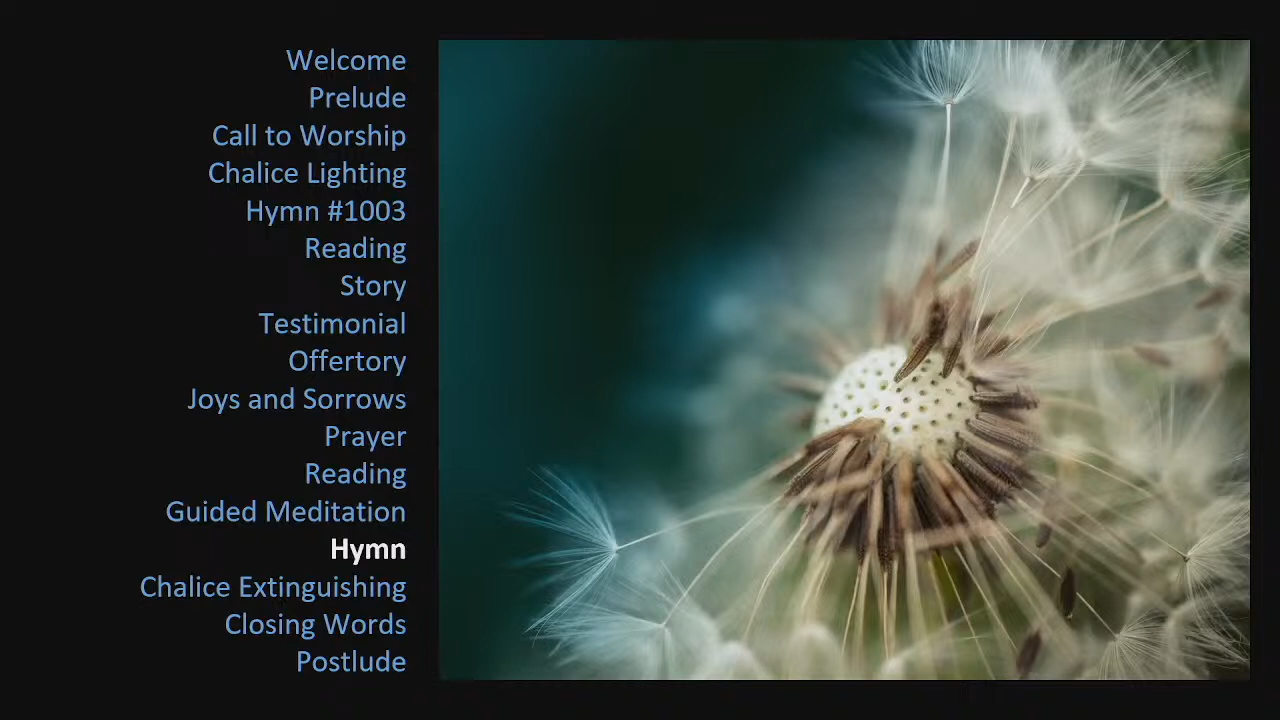 Welcome
Prelude
Call to Worship
Chalice Lighting
Hymn #1003
Reading
Story
Testimonial
Offertory
Joys and Sorrows
Prayer
Reading
Guided Meditation
Hymn
Chalice Extinguishing
Closing Words
Postlude